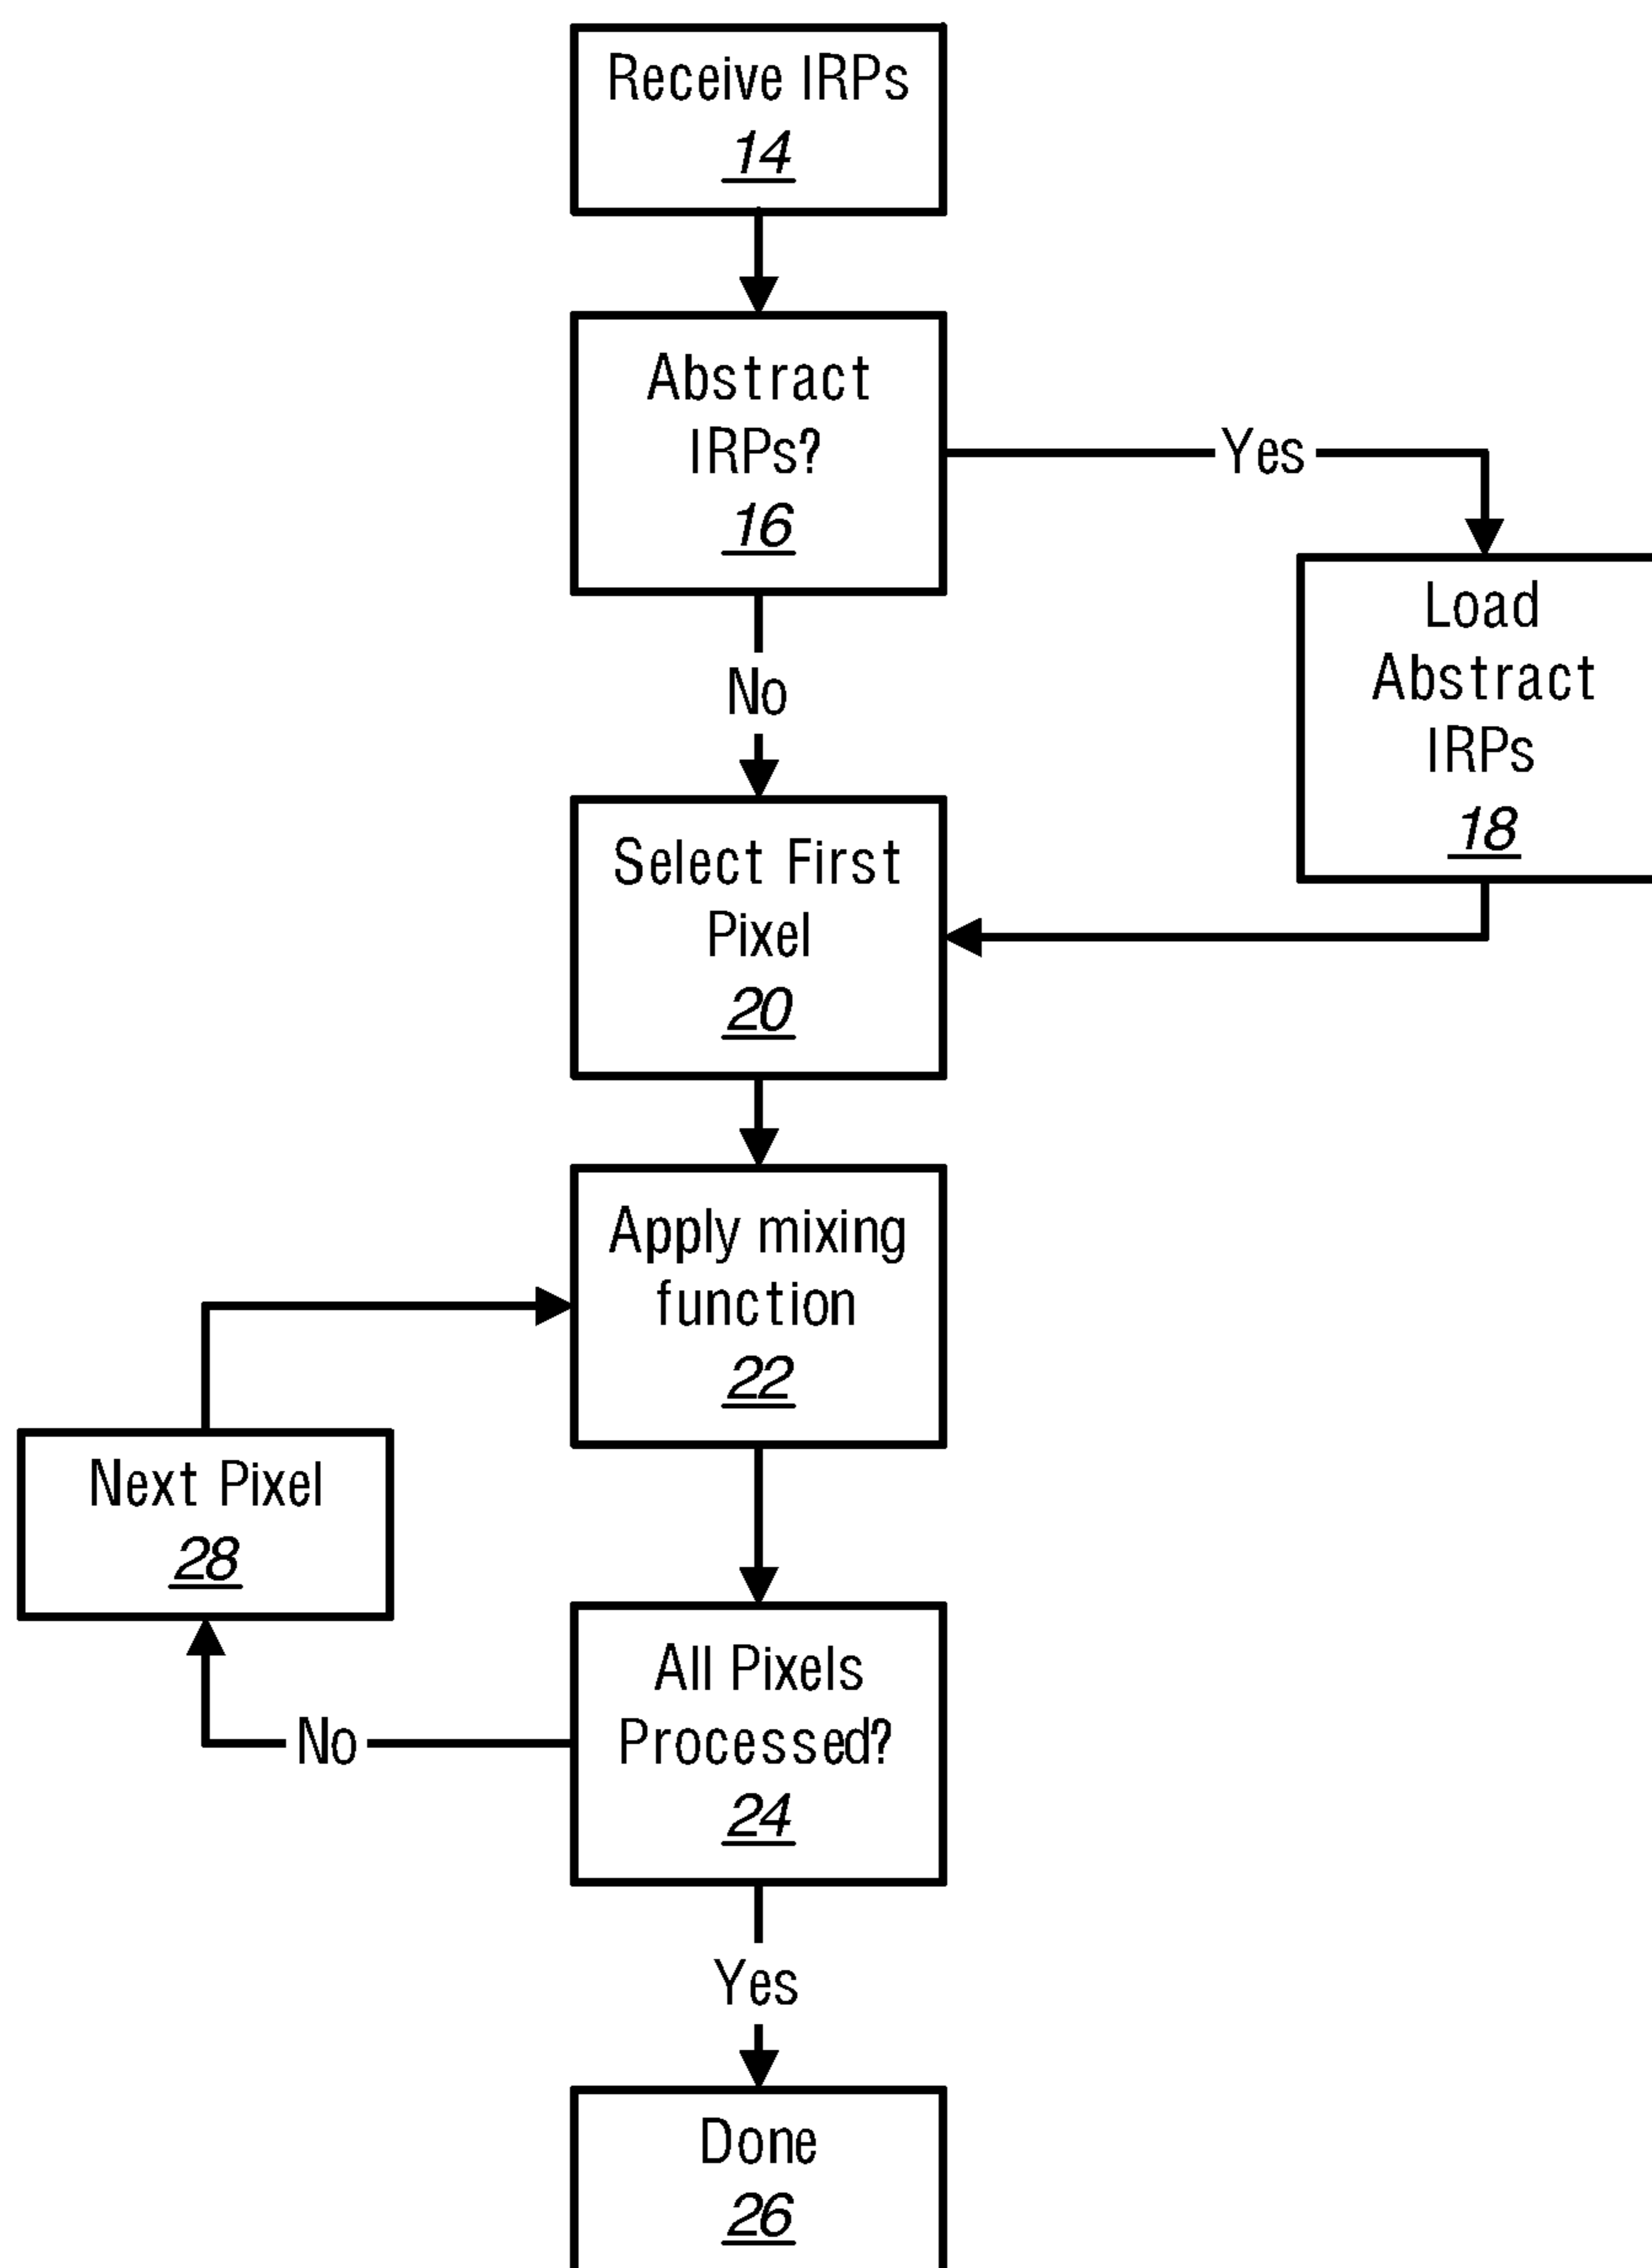 Receive IRPs
14
Abstract
IRPs?
16
Yes
No
Load
Abstract
IRPs
18
Select First
Pixel
20
Apply mixing
function
22
Next Pixel
28
All Pixels
Processed?
24
No
Yes
Done
26